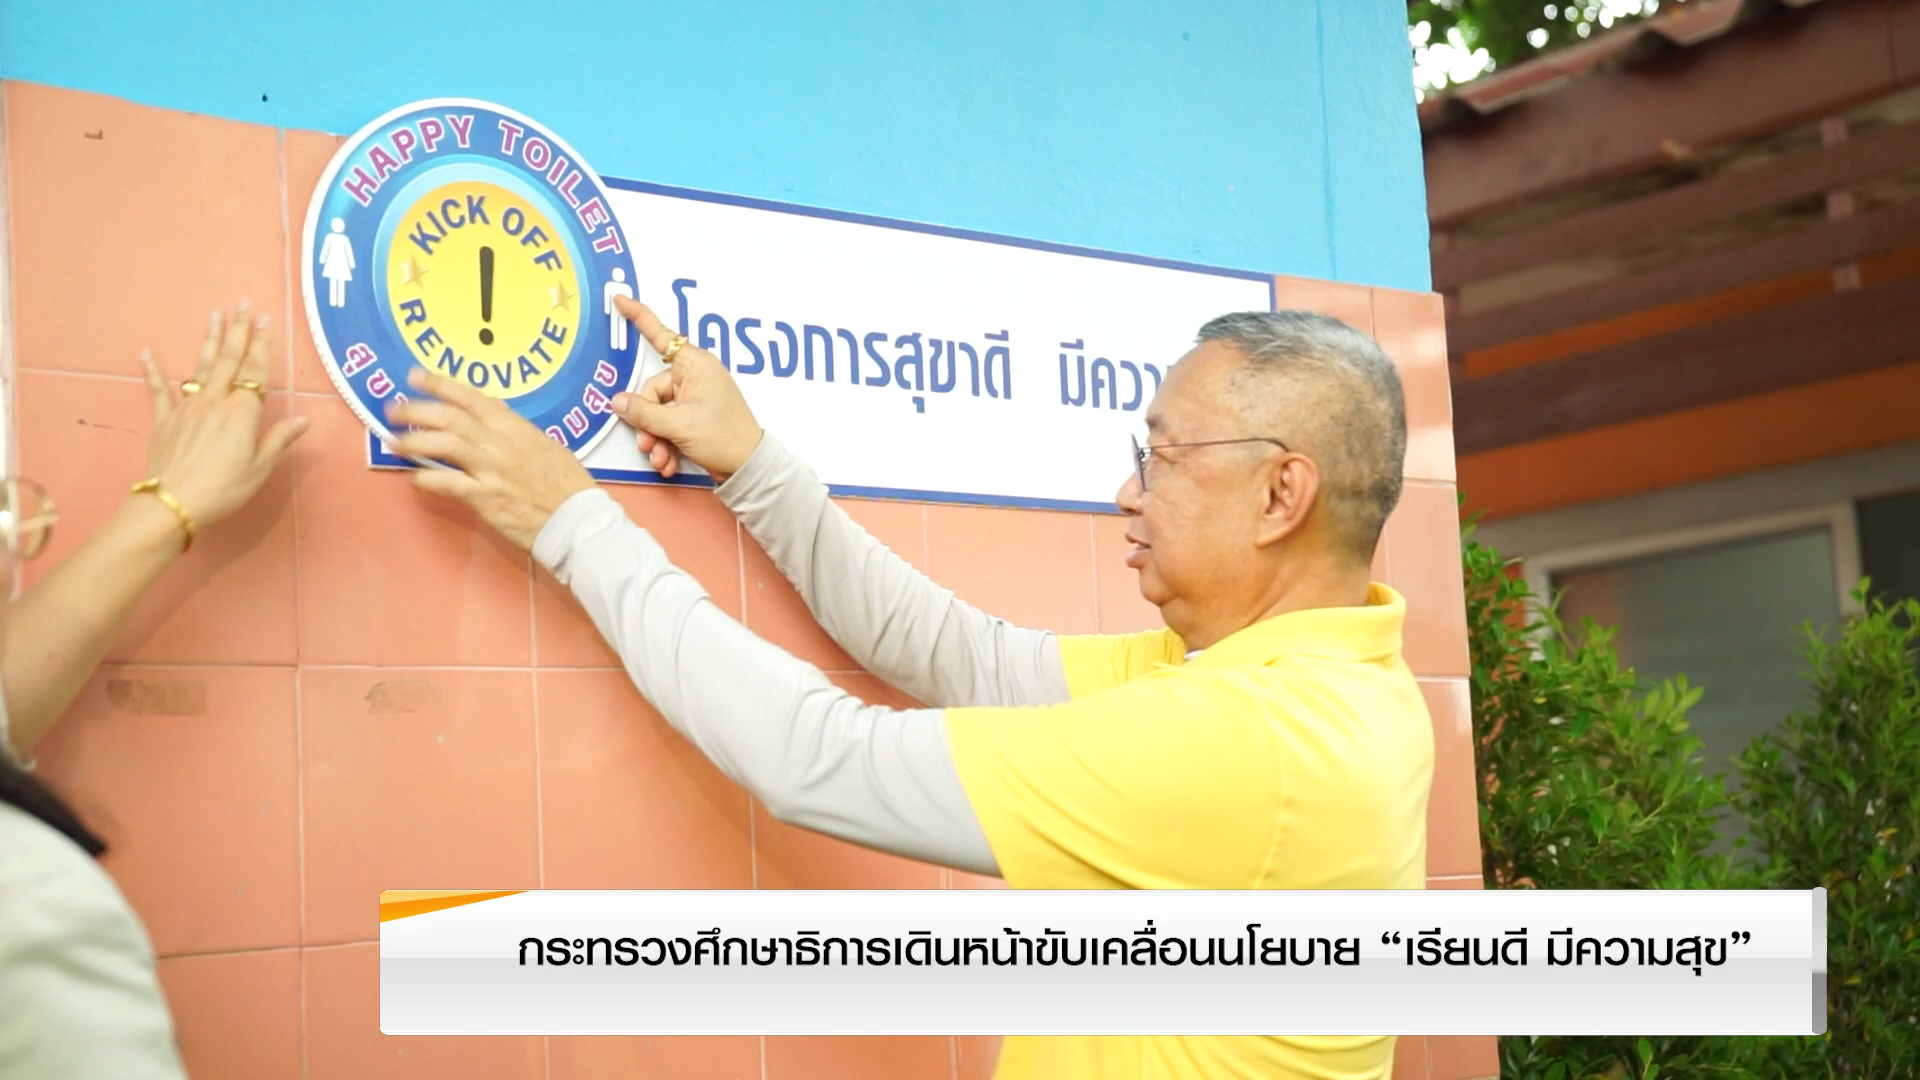 HAPPY TOILET
KICK OFF
!
RENOVATE
โครงการสุขาดี มีควา
กระทรวงศึกษาธิการเดินหน้าขับเคลื่อนนโยบาย “เรียนดี มีความสุข”